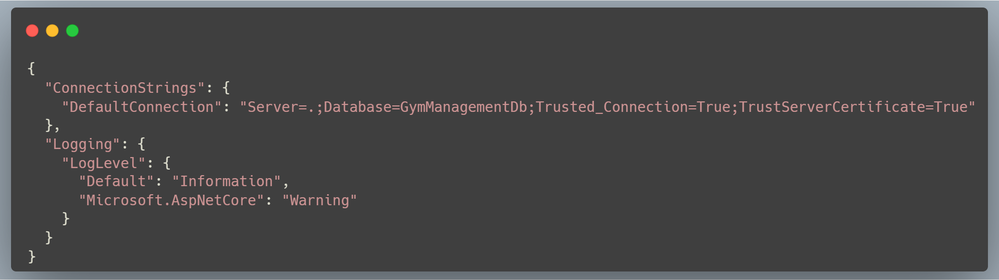 {
  "ConnectionStrings": {
    "DefaultConnection": "Server=.;Database=GymManagementDb;Trusted_Connection=True;TrustServerCertificate=True"
  },
  "Logging": {
    "LogLevel": {
      "Default": "Information",
      "Microsoft.AspNetCore": "Warning"
    }
  }
}